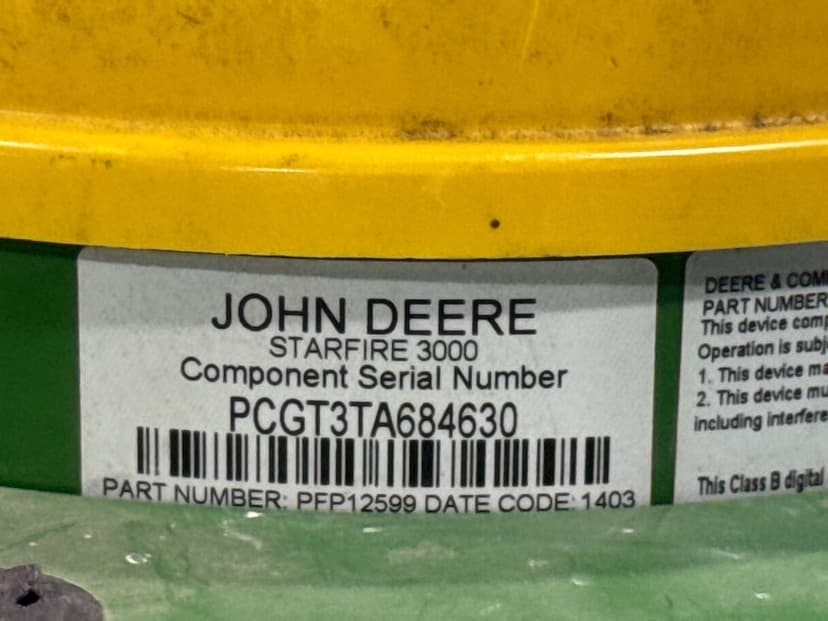 JOHN DEERE
STARFIRE 3000
Component Serial Number
PCGT3TA684630
PART NUMBER: PFP12599 DATE CODE: 1403
DEERE & COM
PART NUMBER
This device comp
Operation is subj
1. This device ma
2. This device mu
including interfere
This Class B digital